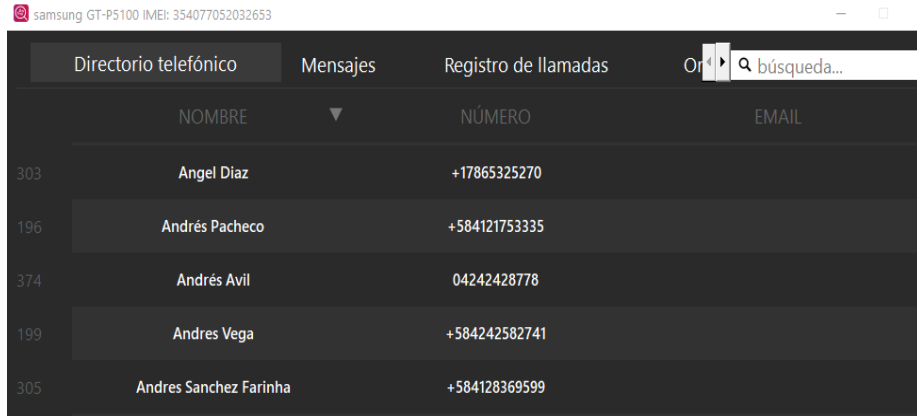 samsung GT-P5100 IMEI: 354077052032653
Directorio telefónico Mensajes Registro de llamadas Or búsqueda...
NOMBRE NÚMERO EMAIL
303 Angel Diaz +17865325270
196 Andrés Pacheco +584121753335
374 Andrés Avil 04242428778
199 Andres Vega +584242582741
305 Andres Sanchez Farinha +584128369599